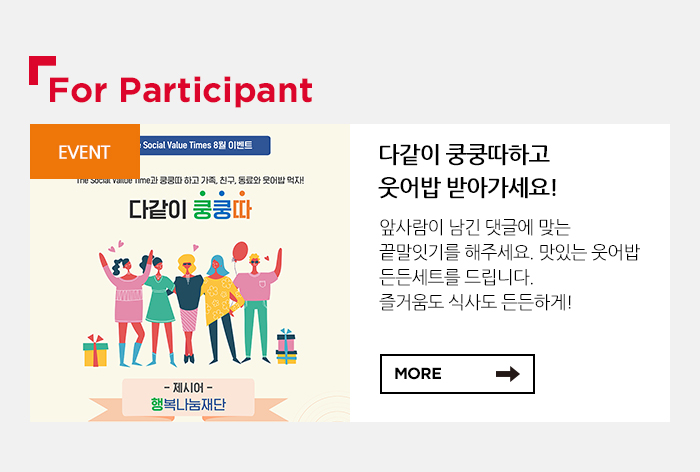 For Participant
EVENT
Social Value Times 8월 이벤트
The Social Vallue Time과 쿵쿵따 하고 가족, 친구, 동료와 웃어밥 먹자!
다같이 쿵쿵따
- 제시어 -
행복나눔재단
다같이 쿵쿵따하고
웃어밥 받아가세요!
앞사람이 남긴 댓글에 맞는
끝말잇기를 해주세요. 맛있는 웃어밥
든든세트를 드립니다.
즐거움도 식사도 든든하게!
MORE